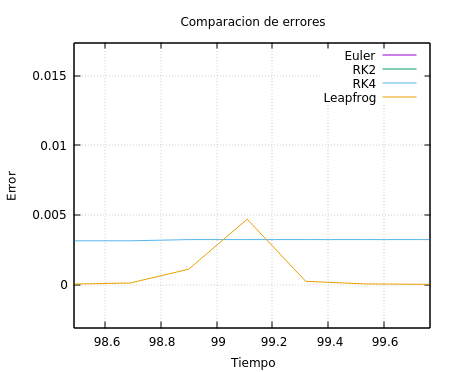 Comparacion de errores
Euler
RK2
RK4
Leapfrog
0.015
0.01
0.005
0
Error
98.6 98.8 99 99.2 99.4 99.6
Tiempo